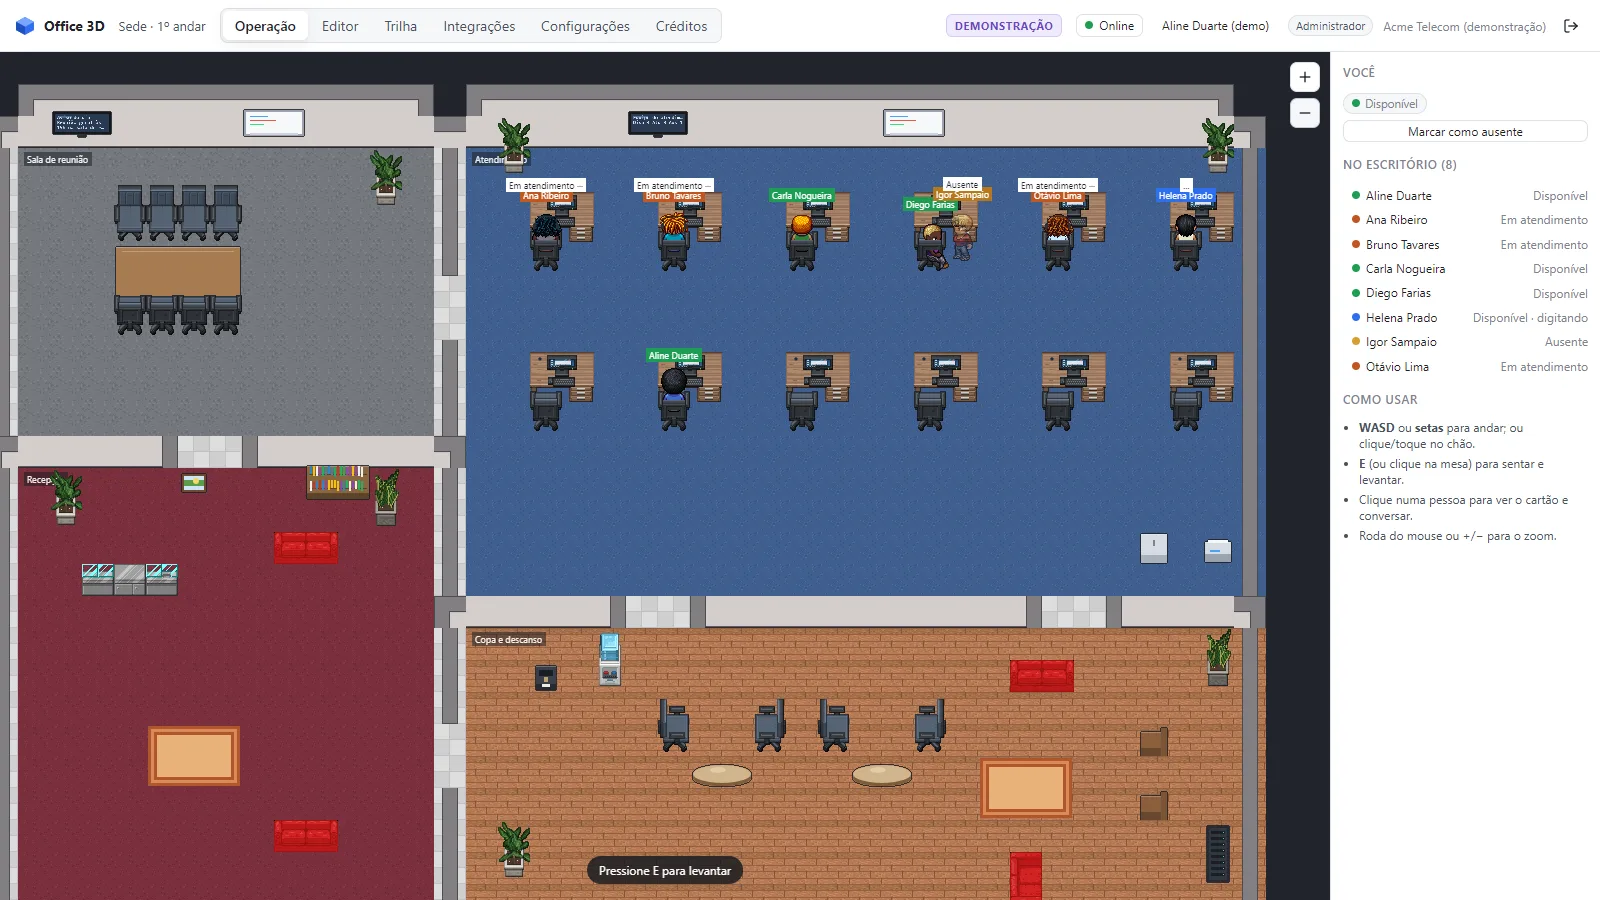 Office 3D
Sede · 1º andar
Operação
Editor
Trilha
Integrações
Configurações
Créditos
DEMONSTRAÇÃO
Online
Aline Duarte (demo)
Administrador
Acme Telecom (demonstração)
+
−
VOCÊ
Disponível
Marcar como ausente
NO ESCRITÓRIO (8)
Aline Duarte Disponível
Ana Ribeiro Em atendimento
Bruno Tavares Em atendimento
Carla Nogueira Disponível
Diego Farias Disponível
Helena Prado Disponível · digitando
Igor Sampaio Ausente
Otávio Lima Em atendimento
COMO USAR
WASD ou setas para andar; ou
clique/toque no chão.
E (ou clique na mesa) para sentar e
levantar.
Clique numa pessoa para ver o cartão e
conversar.
Roda do mouse ou +/− para o zoom.
Sala de reunião
Em atendimento —
Ana Ribeiro
Em atendimento —
Bruno Tavares
Carla Nogueira
Ausente
Igor Sampaio
Diego Farias
Em atendimento —
Otávio Lima
...
Helena Prado
Aline Duarte
Copa e descanso
Pressione E para levantar